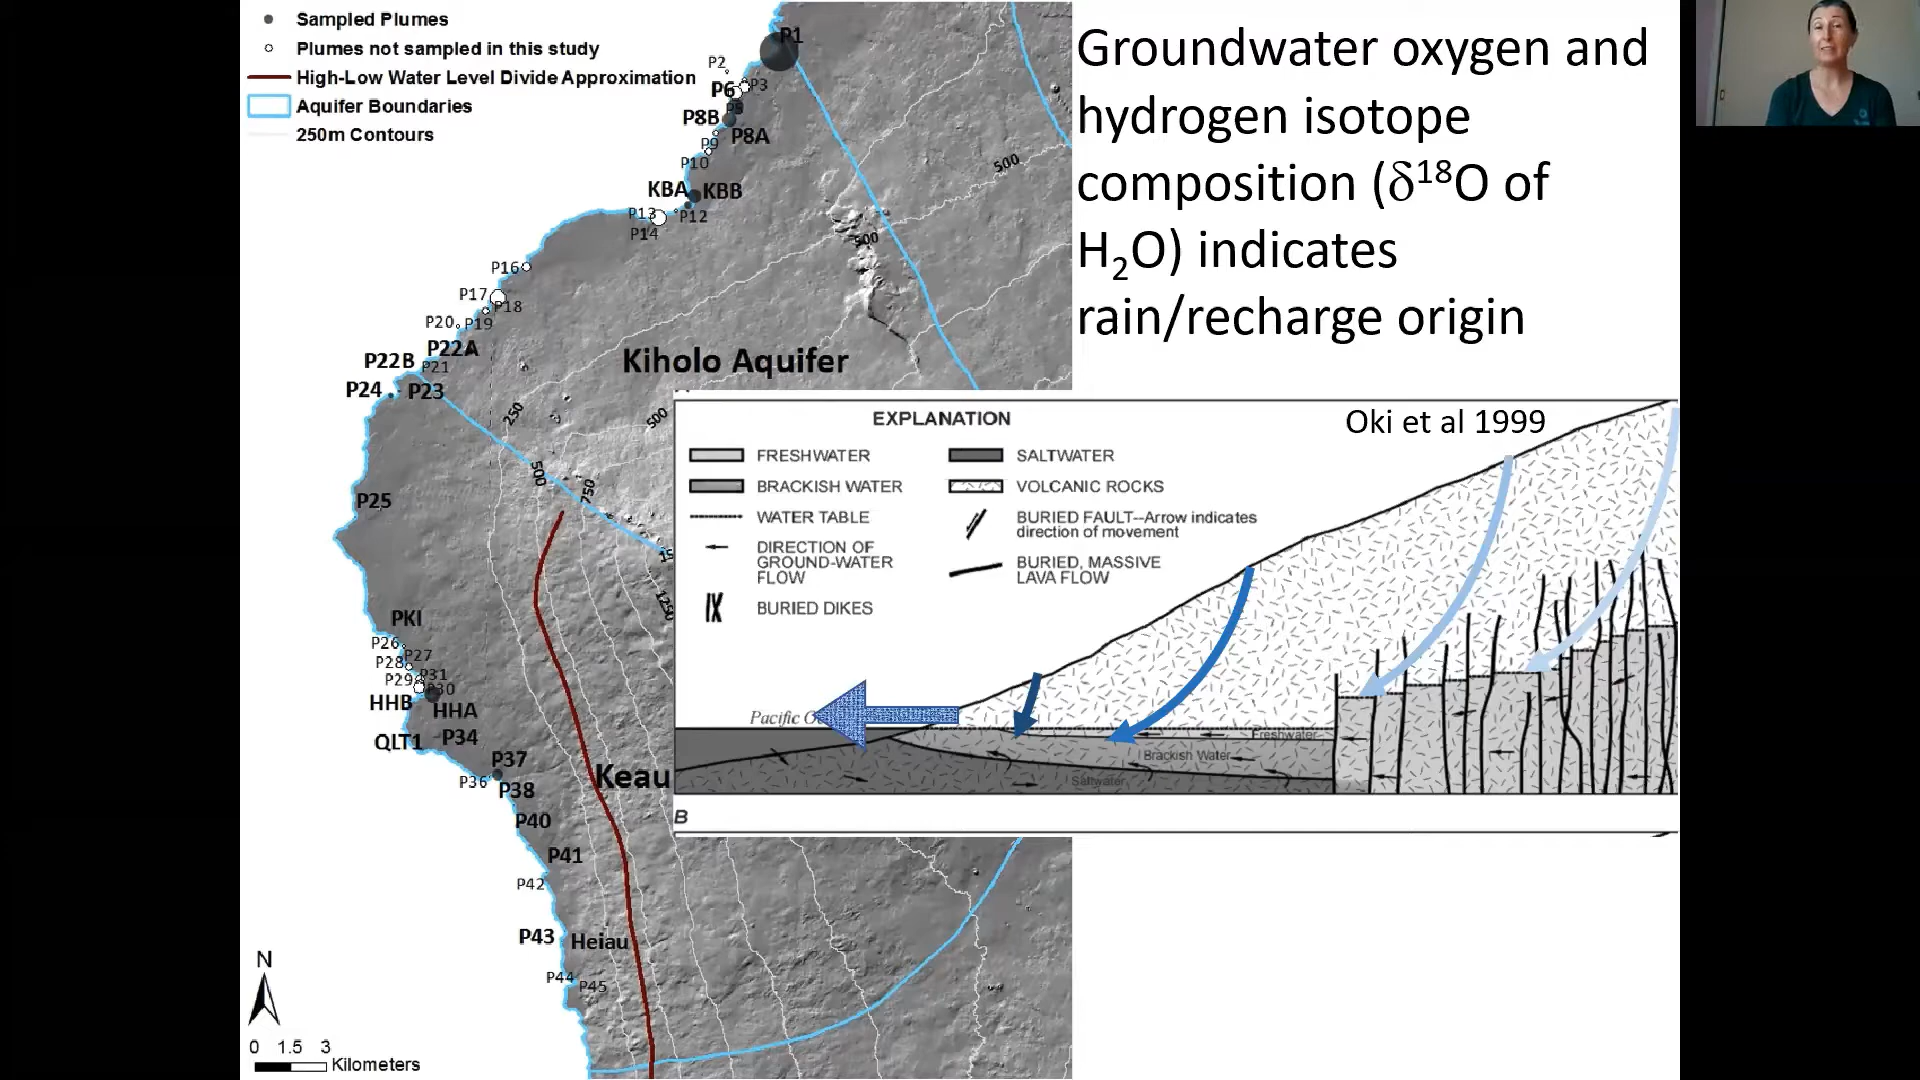 Sampled Plumes
Plumes not sampled in this study
High-Low Water Level Divide Approximation
Aquifer Boundaries
250m Contours
Groundwater oxygen and
hydrogen isotope
composition (δ¹⁸O of
H₂O) indicates
rain/recharge origin
P1
P2
P3
P6
P5
P8B
P8A
P9
P10
KBA
KBB
P13
P12
P14
P16
P17
P18
P20
P19
P22A
P22B
P21
P24
P23
P25
PKI
P26
P27
P28
P31
P29
P30
HHB
HHA
QLT1
P34
P37
P36
P38
P40
P41
P42
P43
Heiau
P44
P45
500
500
250
500
500
750
1250
Kiholo Aquifer
Keau
N
0 1.5 3
Kilometers
EXPLANATION
Oki et al 1999
FRESHWATER
BRACKISH WATER
WATER TABLE
DIRECTION OF
GROUND-WATER
FLOW
BURIED DIKES
SALTWATER
VOLCANIC ROCKS
BURIED FAULT--Arrow indicates
direction of movement
BURIED, MASSIVE
LAVA FLOW
Pacific
Freshwater
Brackish Water
Saltwater
B